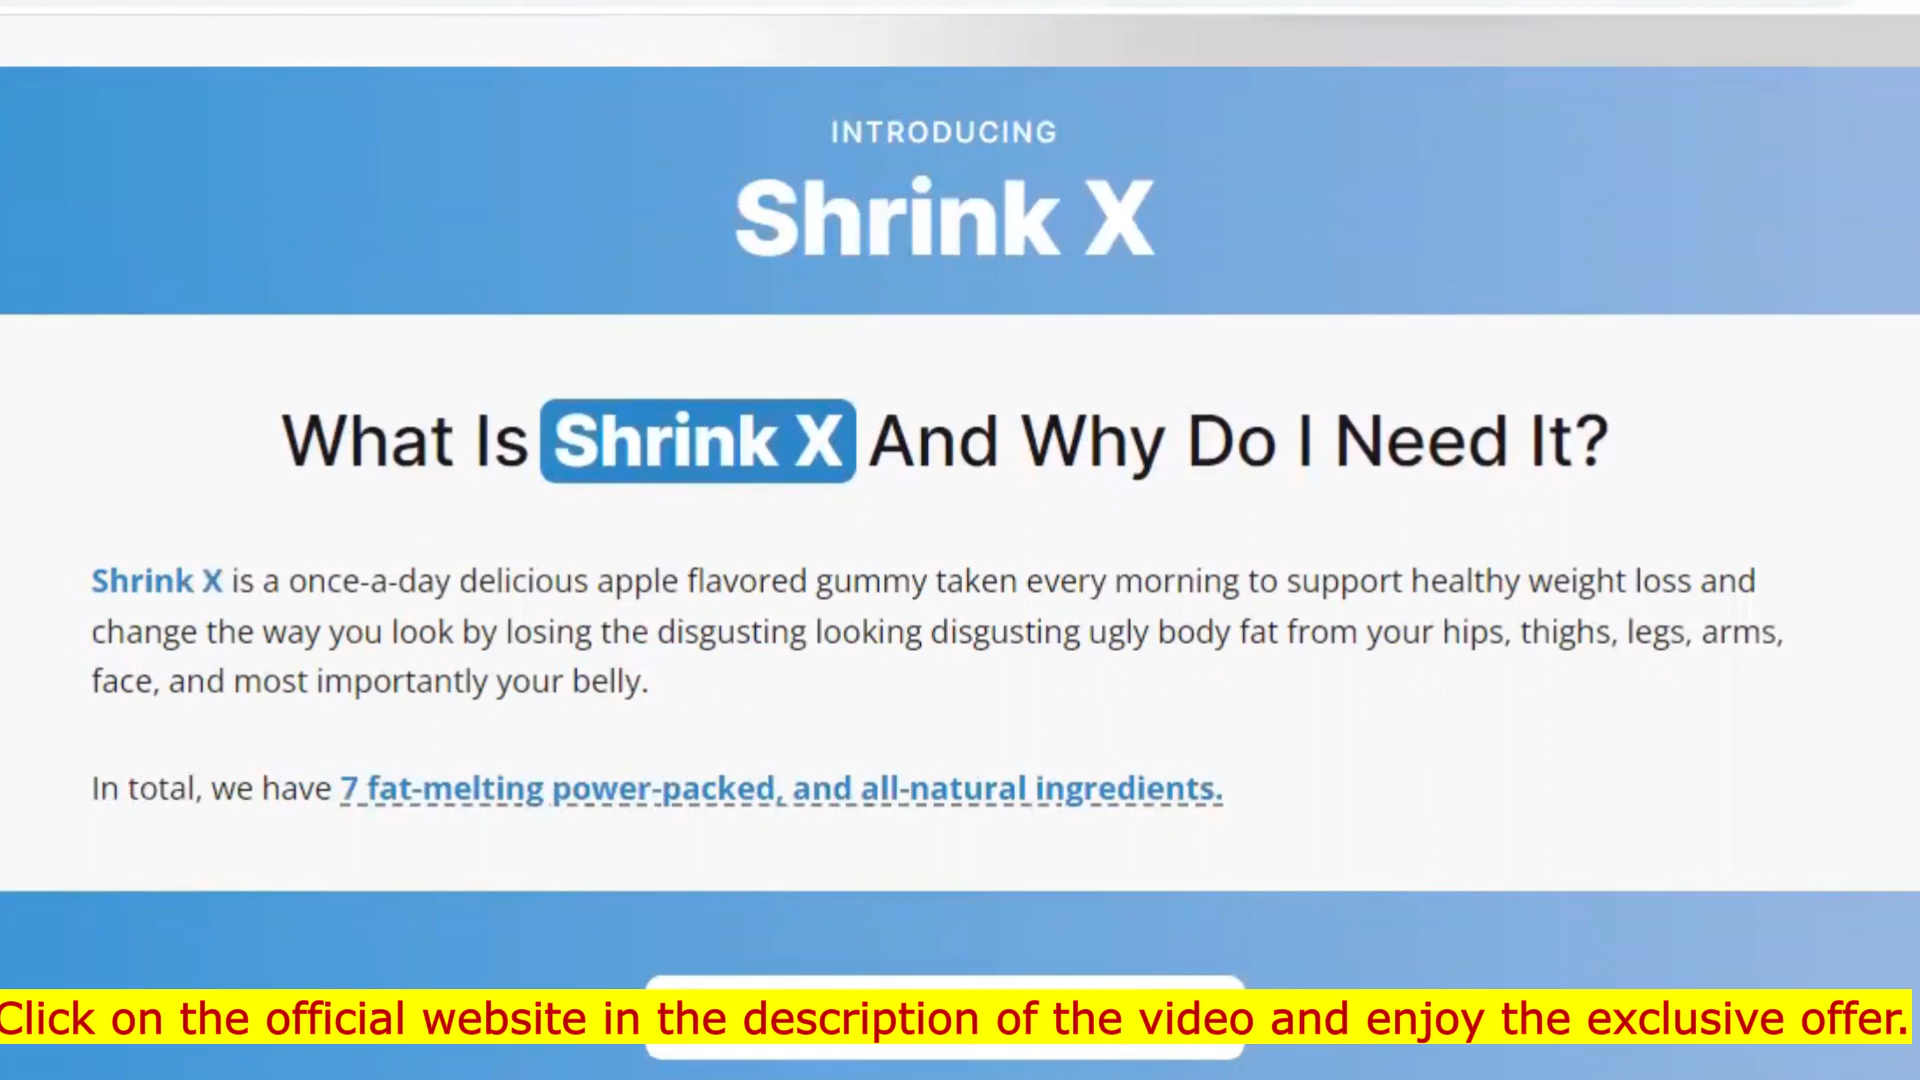 INTRODUCING
Shrink X
What Is Shrink X And Why Do I Need It?
Shrink X is a once-a-day delicious apple flavored gummy taken every morning to support healthy weight loss and
change the way you look by losing the disgusting looking disgusting ugly body fat from your hips, thighs, legs, arms,
face, and most importantly your belly.
In total, we have 7 fat-melting power-packed, and all-natural ingredients.
Click on the official website in the description of the video and enjoy the exclusive offer.